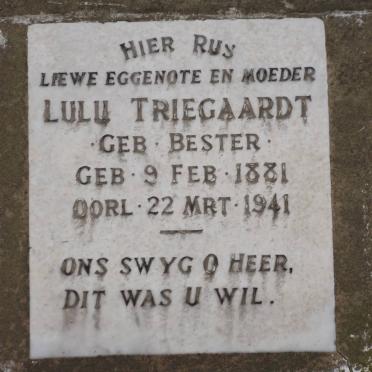 HIER RUS
LIEWE EGGENOTE EN MOEDER
LULU TRIEGAARDT
· GEB · BESTER ·
GEB · 9 FEB · 1881
OORL · 22 MRT · 1941
ONS SWYG O HEER,
DIT WAS U WIL.